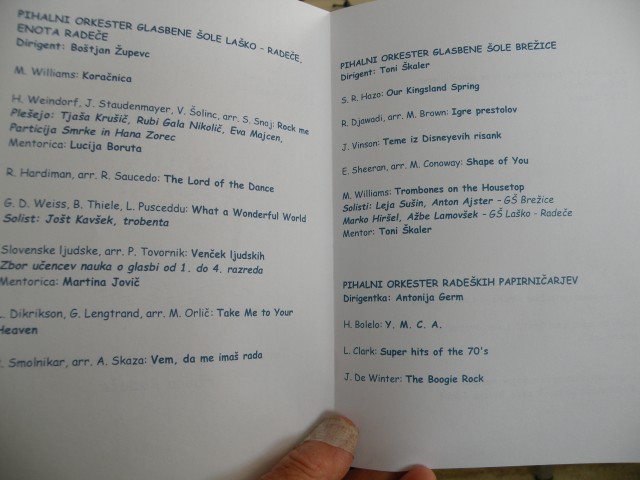 PIHALNI ORKESTER GLASBENE ŠOLE LAŠKO - RADEČE,
ENOTA RADEČE
Dirigent: Boštjan Župevc
M. Williams: Koračnica
H. Weindorf, J. Staudenmayer, V. Šolinc, arr. S. Snoj: Rock me
Plešejo: Tjaša Krušič, Rubi Gala Nikolič, Eva Majcen,
Particija Smrke in Hana Zorec
Mentorica: Lucija Boruta
R. Hardiman, arr. R. Saucedo: The Lord of the Dance
G. D. Weiss, B. Thiele, L. Pusceddu: What a Wonderful World
Solist: Jošt Kavšek, trobenta
Slovenske ljudske, arr. P. Tovornik: Venček ljudskih
Zbor učencev nauka o glasbi od 1. do 4. razreda
Mentorica: Martina Jovič
Dikrikson, G. Lengtrand, arr. M. Orlič: Take Me to Your
Heaven
Smolnikar, arr. A. Skaza: Vem, da me imaš rada
PIHALNI ORKESTER GLASBENE ŠOLE BREŽICE
Dirigent: Toni Škaler
S. R. Hazo: Our Kingsland Spring
R. Djawadi, arr. M. Brown: Igre prestolov
J. Vinson: Teme iz Disneyevih risank
E. Sheeran, arr. M. Conoway: Shape of You
M. Williams: Trombones on the Housetop
Solisti: Leja Sušin, Anton Ajster - GŠ Brežice
Marko Hiršel, Ažbe Lamovšek - GŠ Laško - Radeče
Mentor: Toni Škaler
PIHALNI ORKESTER RADEŠKIH PAPIRNIČARJEV
Dirigentka: Antonija Germ
H. Bolelo: Y. M. C. A.
L. Clark: Super hits of the 70's
J. De Winter: The Boogie Rock